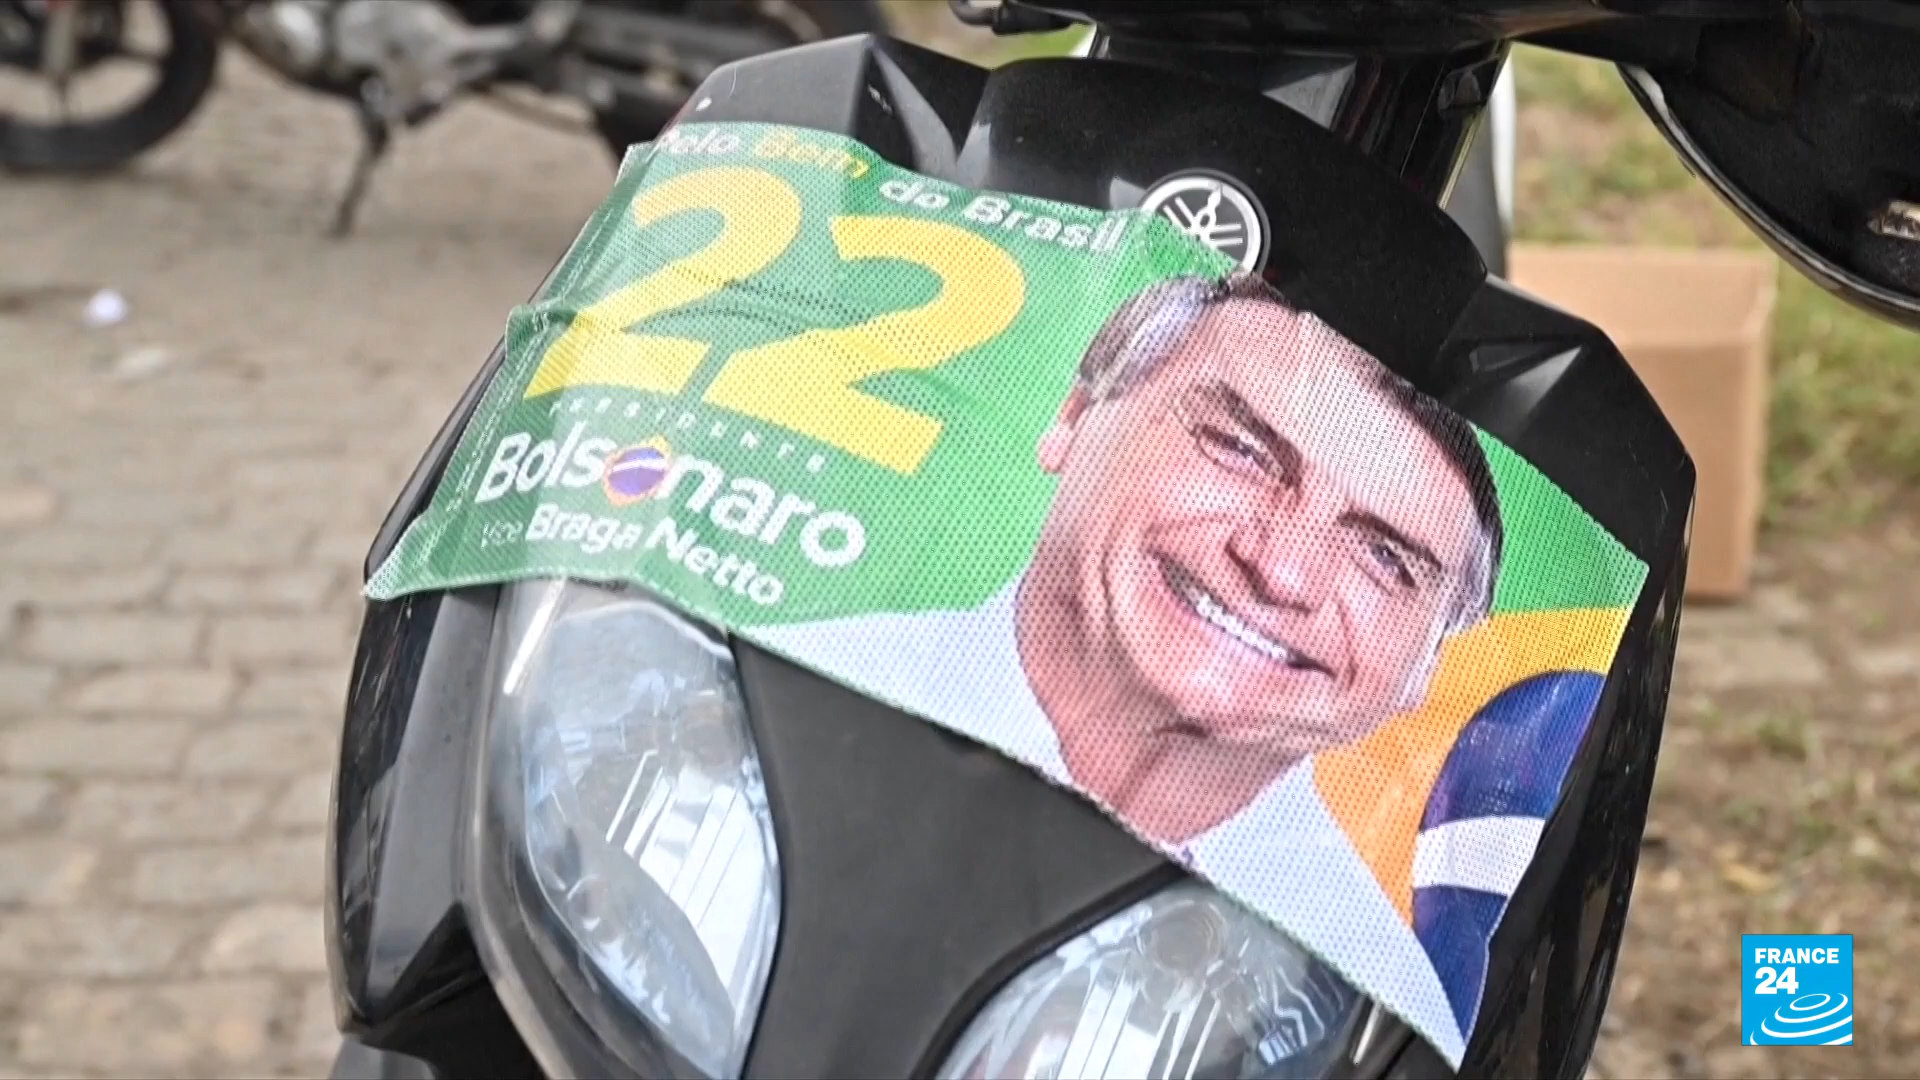 Pelo Bem
do Brasil
22
PRESIDENTE
Bolsonaro
Vice Braga Netto
FRANCE
24